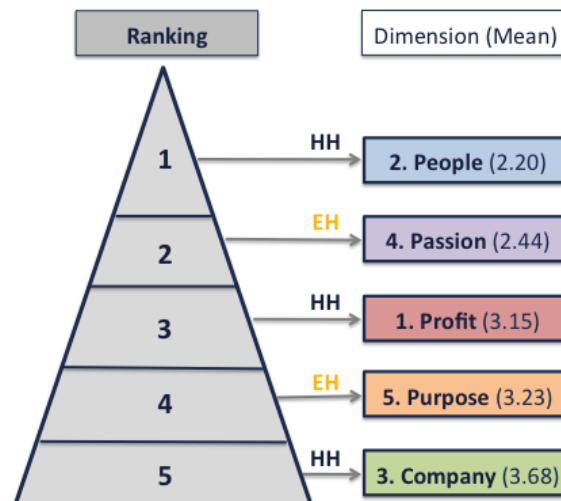 Ranking
Dimension (Mean)
1
HH
2. People (2.20)
2
EH
4. Passion (2.44)
3
HH
1. Profit (3.15)
4
EH
5. Purpose (3.23)
5
HH
3. Company (3.68)